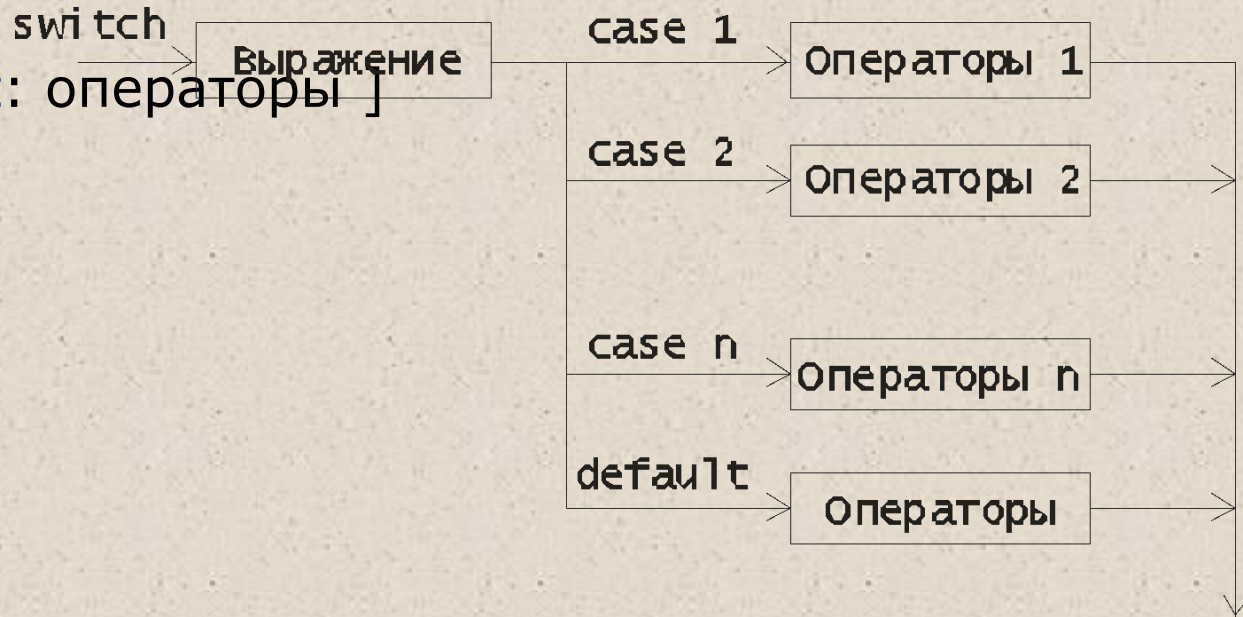 switch
Выражение
: операторы ]
case 1
Операторы 1
case 2
Операторы 2
case n
Операторы n
default
Операторы